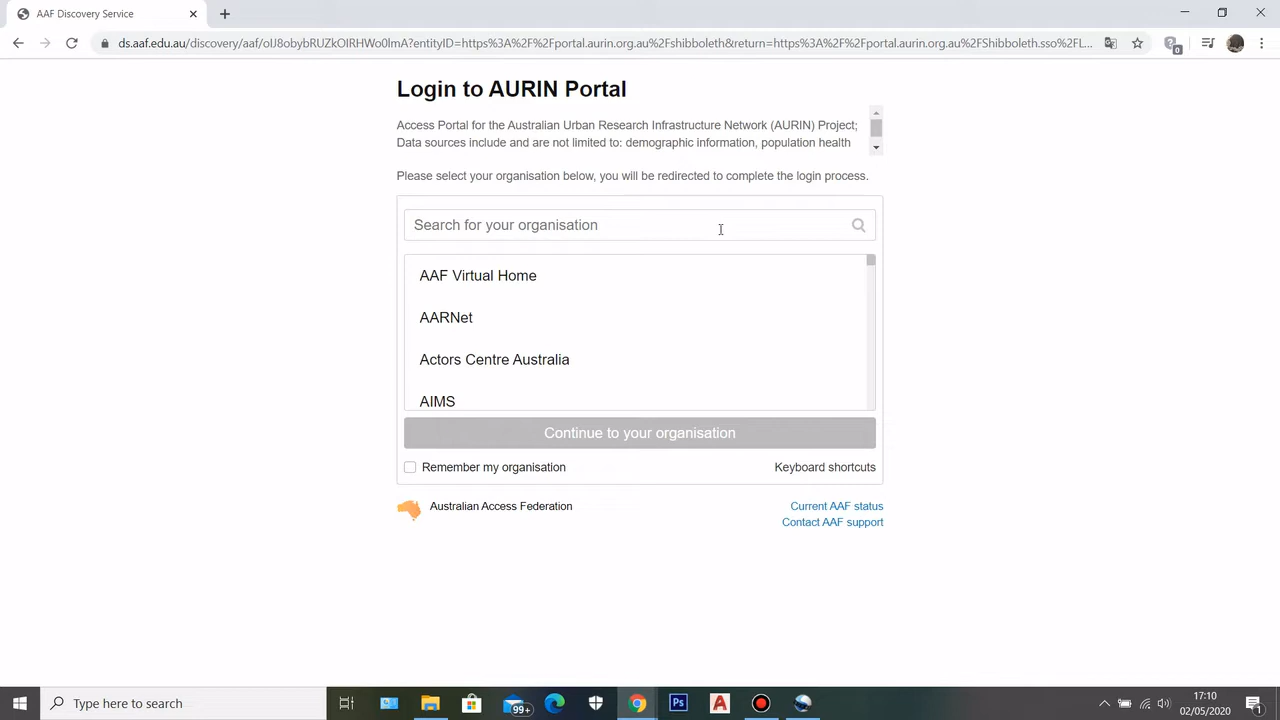 AAF Discovery Service
ds.aaf.edu.au/discovery/aaf/oIJ8obybRUZkOIRHWo0lmA?entityID=https%3A%2F%2Fportal.aurin.org.au%2Fshibboleth&return=https%3A%2F%2Fportal.aurin.org.au%2FShibboleth.sso%2FL...
0
Login to AURIN Portal
Access Portal for the Australian Urban Research Infrastructure Network (AURIN) Project;
Data sources include and are not limited to: demographic information, population health
Please select your organisation below, you will be redirected to complete the login process.
Search for your organisation
AAF Virtual Home
AARNet
Actors Centre Australia
AIMS
Continue to your organisation
Remember my organisation
Keyboard shortcuts
Australian Access Federation
Current AAF status
Contact AAF support
Type here to search
99+
Ps
A
17:10
02/05/2020
1